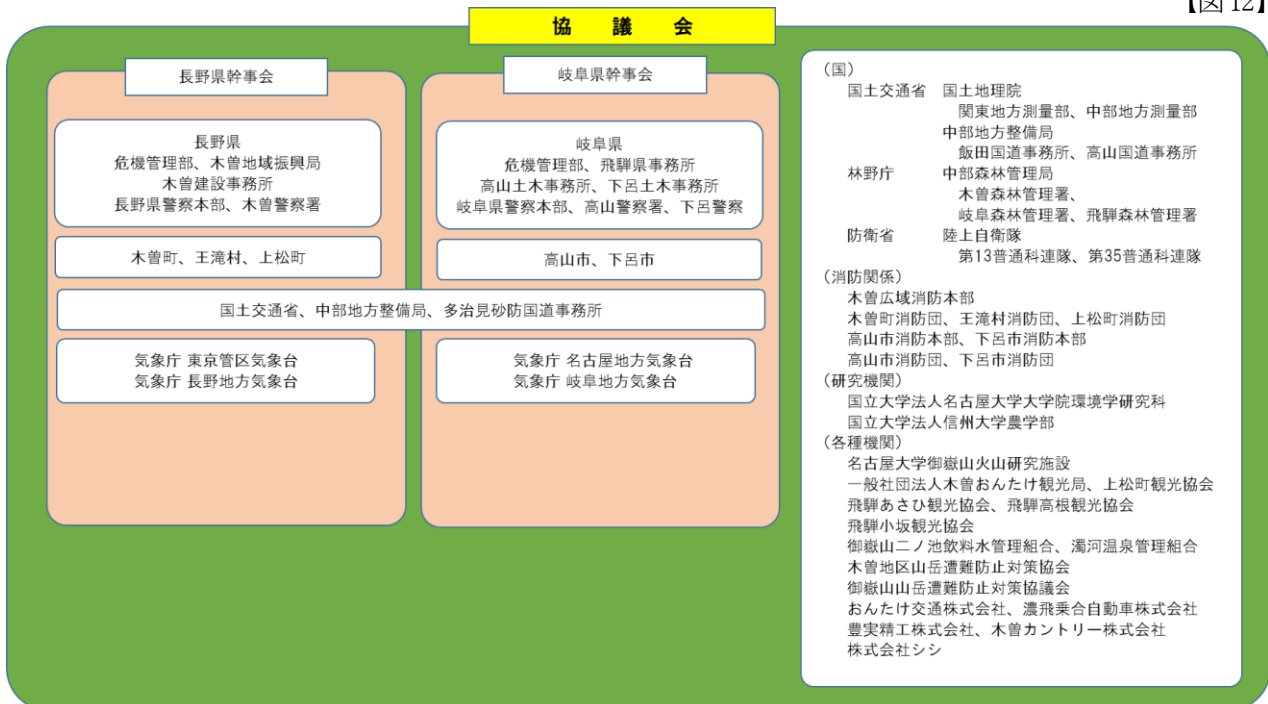 【図 12】
協 議 会
長野県幹事会
長野県
危機管理部、木曽地域振興局
木曽建設事務所
長野県警察本部、木曽警察署
木曽町、王滝村、上松町
岐阜県幹事会
岐阜県
危機管理部、飛騨県事務所
高山土木事務所、下呂土木事務所
岐阜県警察本部、高山警察署、下呂警察
高山市、下呂市
国土交通省、中部地方整備局、多治見砂防国道事務所
気象庁 東京管区気象台
気象庁 長野地方気象台
気象庁 名古屋地方気象台
気象庁 岐阜地方気象台
（国）
国土交通省 国土地理院
関東地方測量部、中部地方測量部
中部地方整備局
飯田国道事務所、高山国道事務所
林野庁 中部森林管理局
木曽森林管理署、
岐阜森林管理署、飛騨森林管理署
防衛省 陸上自衛隊
第13普通科連隊、第35普通科連隊
（消防関係）
木曽広域消防本部
木曽町消防団、王滝村消防団、上松町消防団
高山市消防本部、下呂市消防本部
高山市消防団、下呂市消防団
（研究機関）
国立大学法人名古屋大学大学院環境学研究科
国立大学法人信州大学農学部
（各種機関）
名古屋大学御嶽山火山研究施設
一般社団法人木曽おんたけ観光局、上松町観光協会
飛騨あさひ観光協会、飛騨高根観光協会
飛騨小坂観光協会
御嶽山二ノ池飲料水管理組合、濁河温泉管理組合
木曽地区山岳遭難防止対策協会
御嶽山山岳遭難防止対策協議会
おんたけ交通株式会社、濃飛乗合自動車株式会社
豊実精工株式会社、木曽カントリー株式会社
株式会社シシ